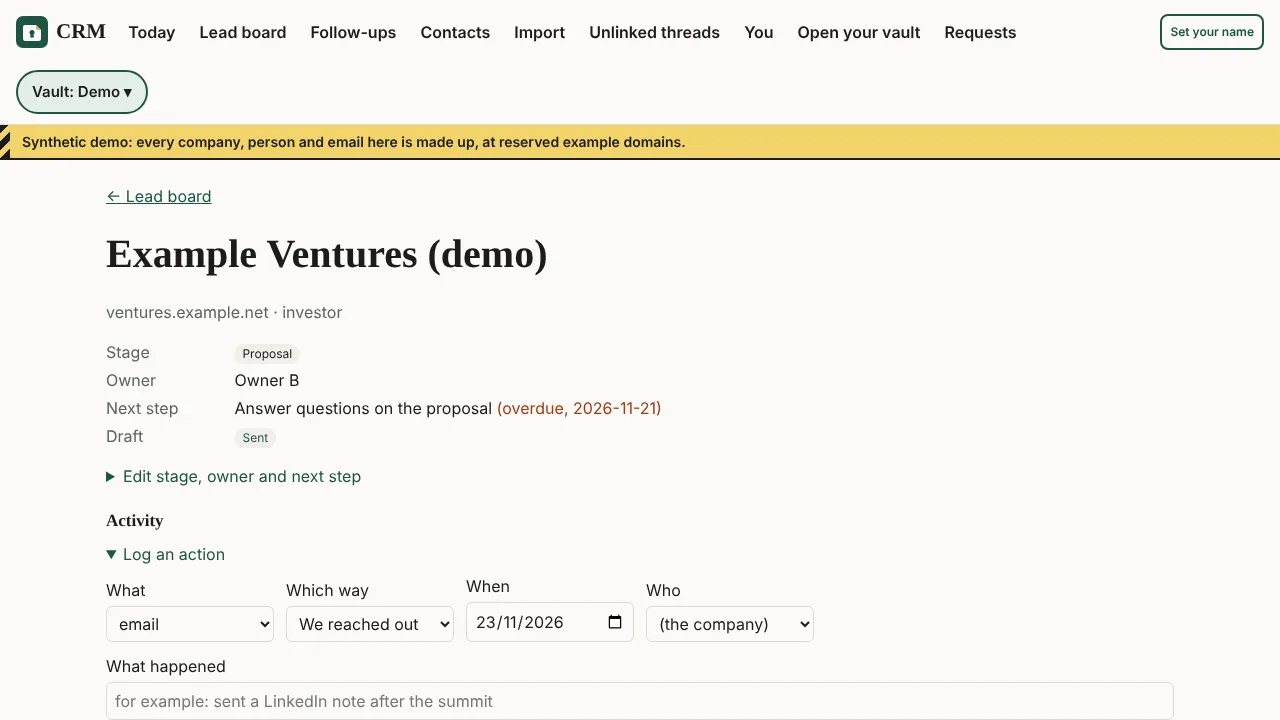 CRM Today Lead board Follow-ups Contacts Import Unlinked threads You Open your vault Requests Set your name
Vault: Demo ▾
Synthetic demo: every company, person and email here is made up, at reserved example domains.
← Lead board
Example Ventures (demo)
ventures.example.net · investor
Stage Proposal
Owner Owner B
Next step Answer questions on the proposal (overdue, 2026-11-21)
Draft Sent
▶ Edit stage, owner and next step
Activity
▼ Log an action
What Which way When Who
email We reached out 23/11/2026 (the company)
What happened
for example: sent a LinkedIn note after the summit